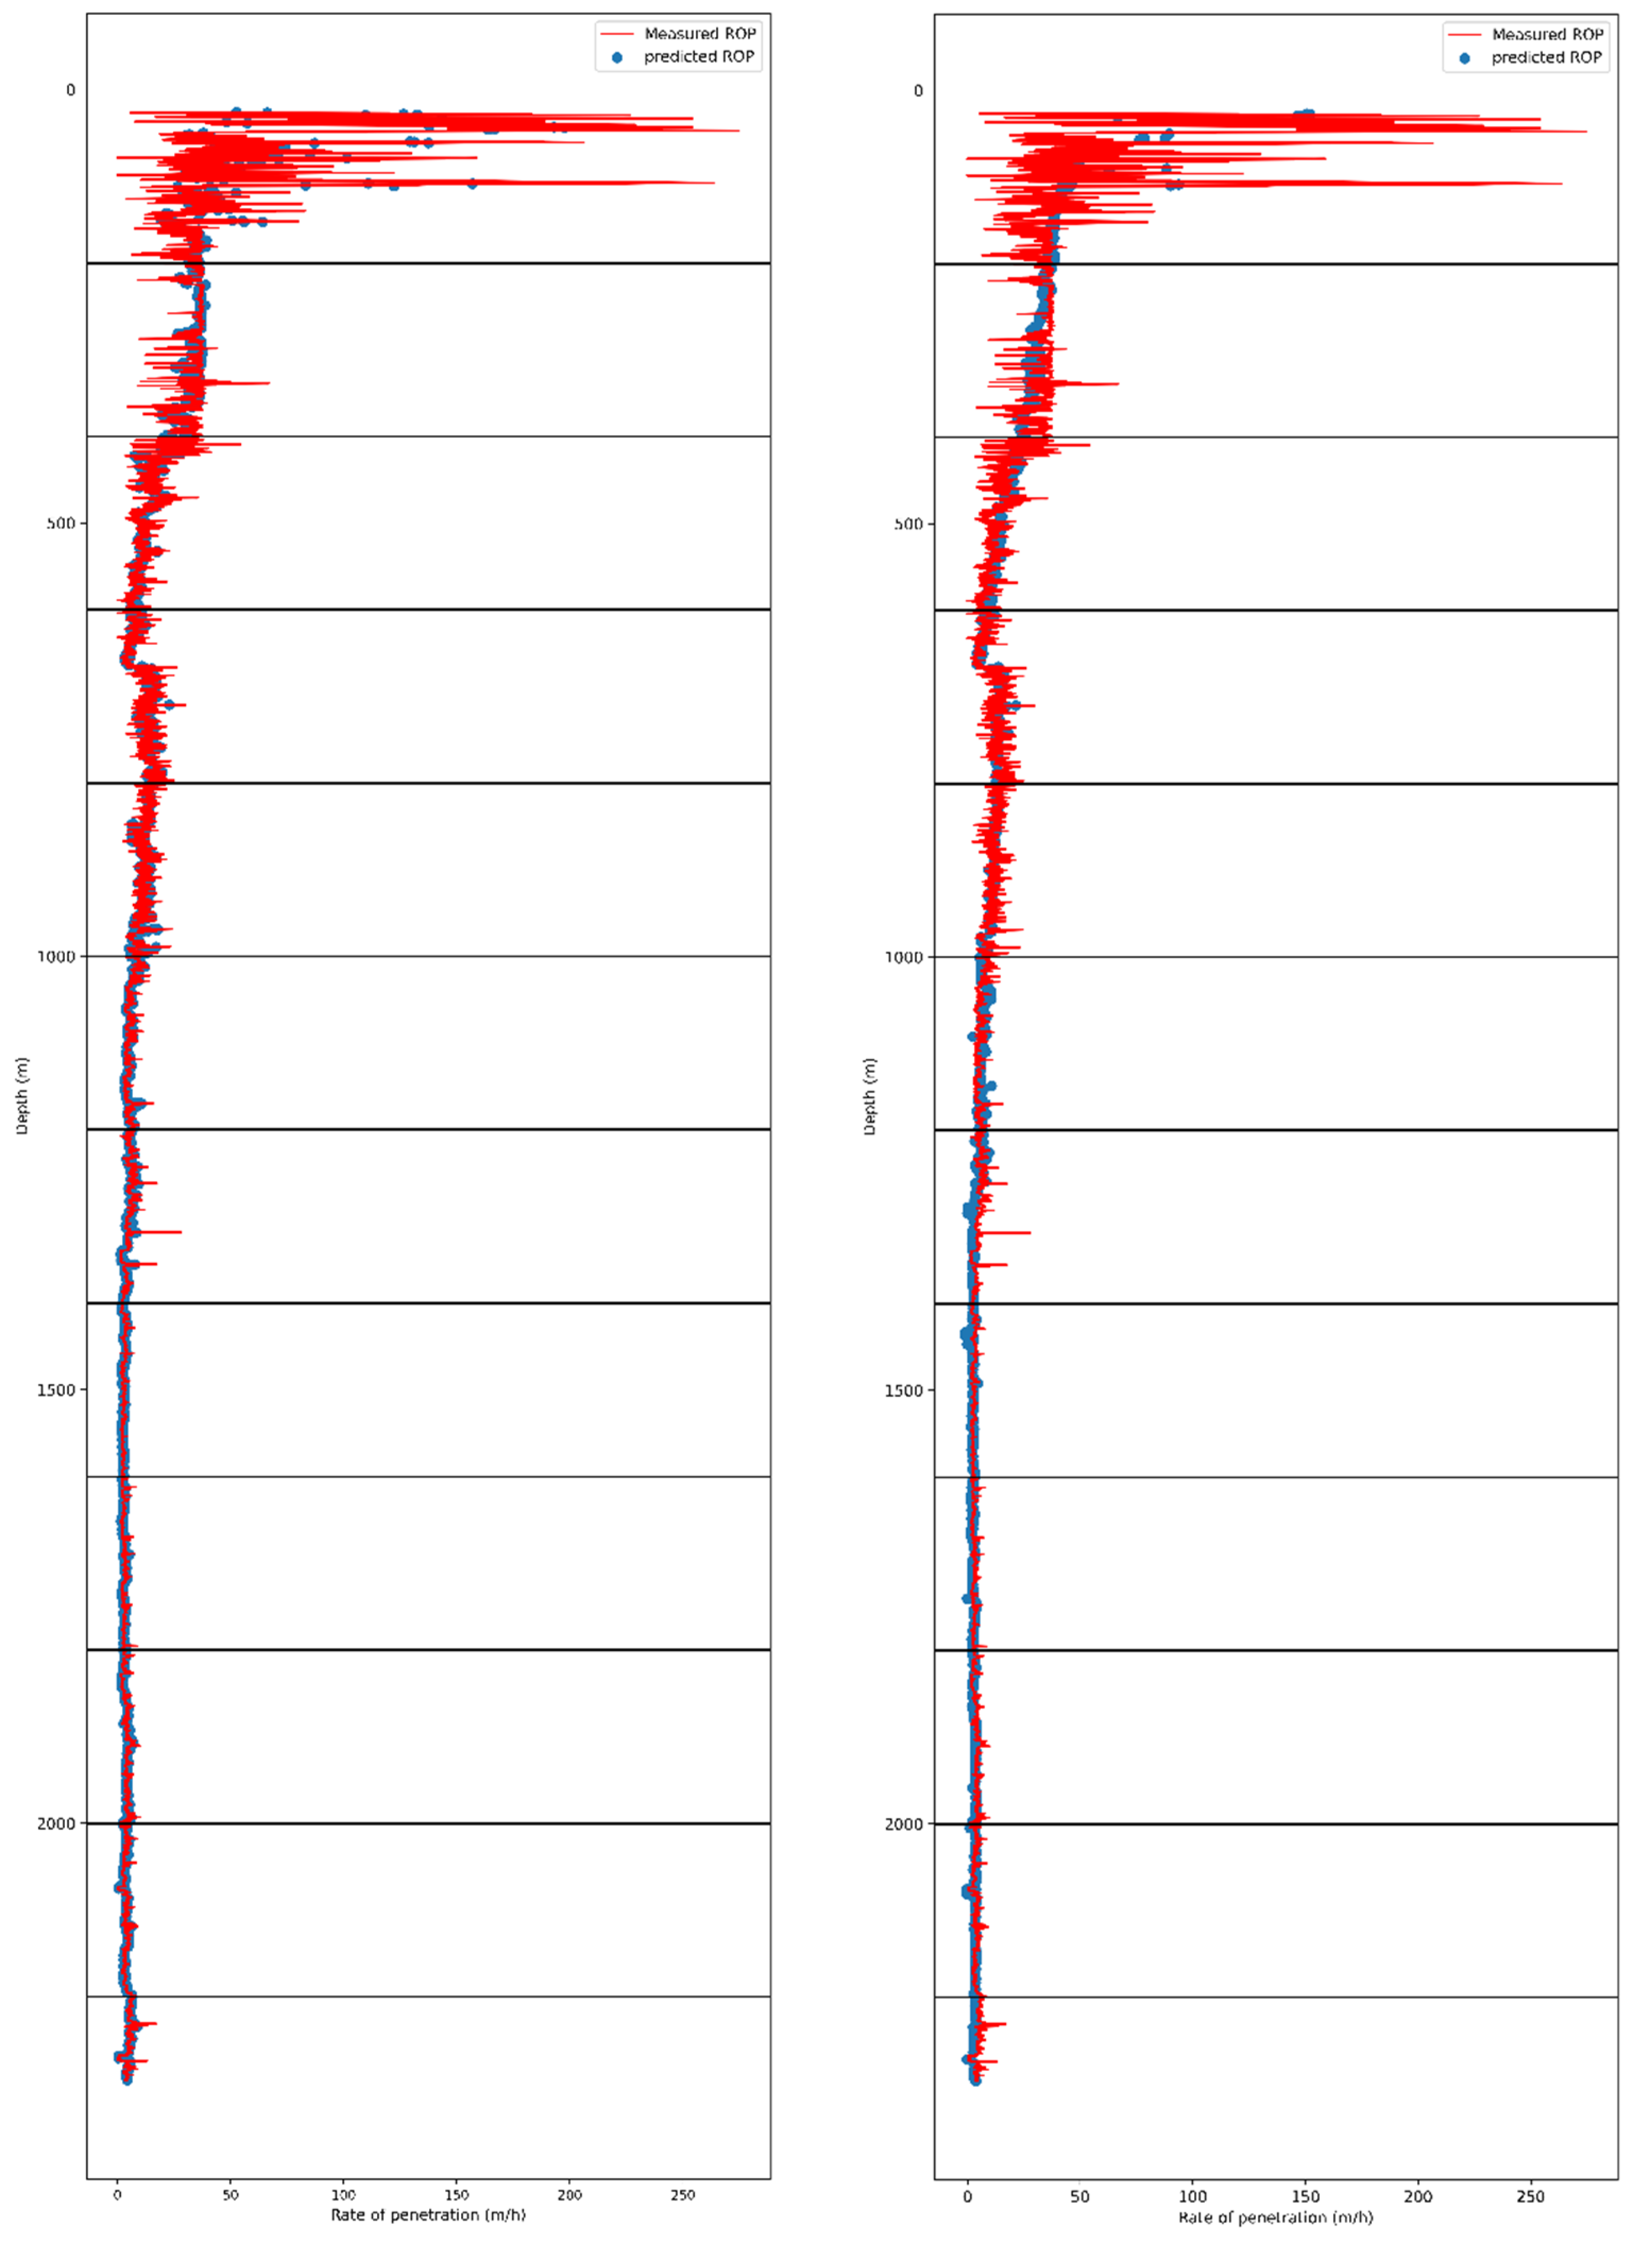 Measured ROP
predicted ROP
0
500
1000
1500
2000
Depth (m)
0 50 100 150 200 250
Rate of penetration (m/h)
Measured ROP
predicted ROP
0
500
1000
1500
2000
Depth (m)
0 50 100 150 200 250
Rate of penetration (m/h)